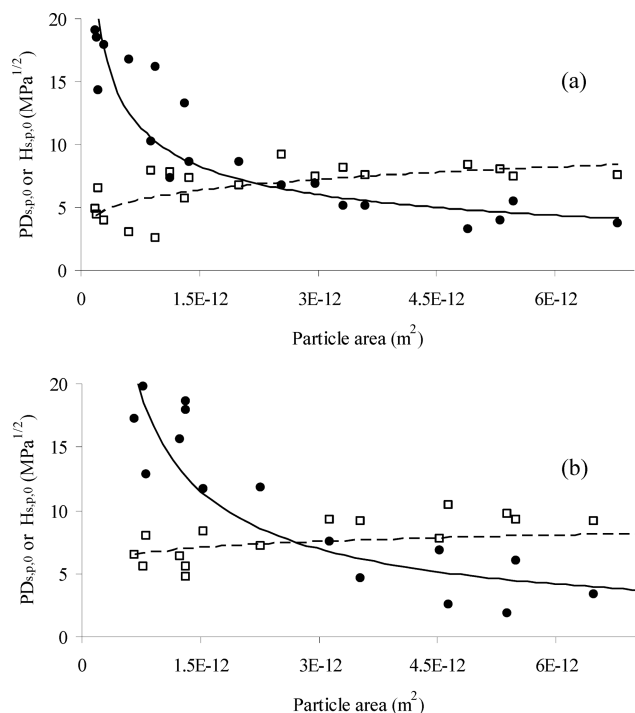 20
15
10
5
0
PDs,p,0 or Hs,p,0 (MPa1/2)
(a)
0 1.5E-12 3E-12 4.5E-12 6E-12
Particle area (m2)
20
15
10
5
0
PDs,p,0 or Hs,p,0 (MPa1/2)
(b)
0 1.5E-12 3E-12 4.5E-12 6E-12
Particle area (m2)